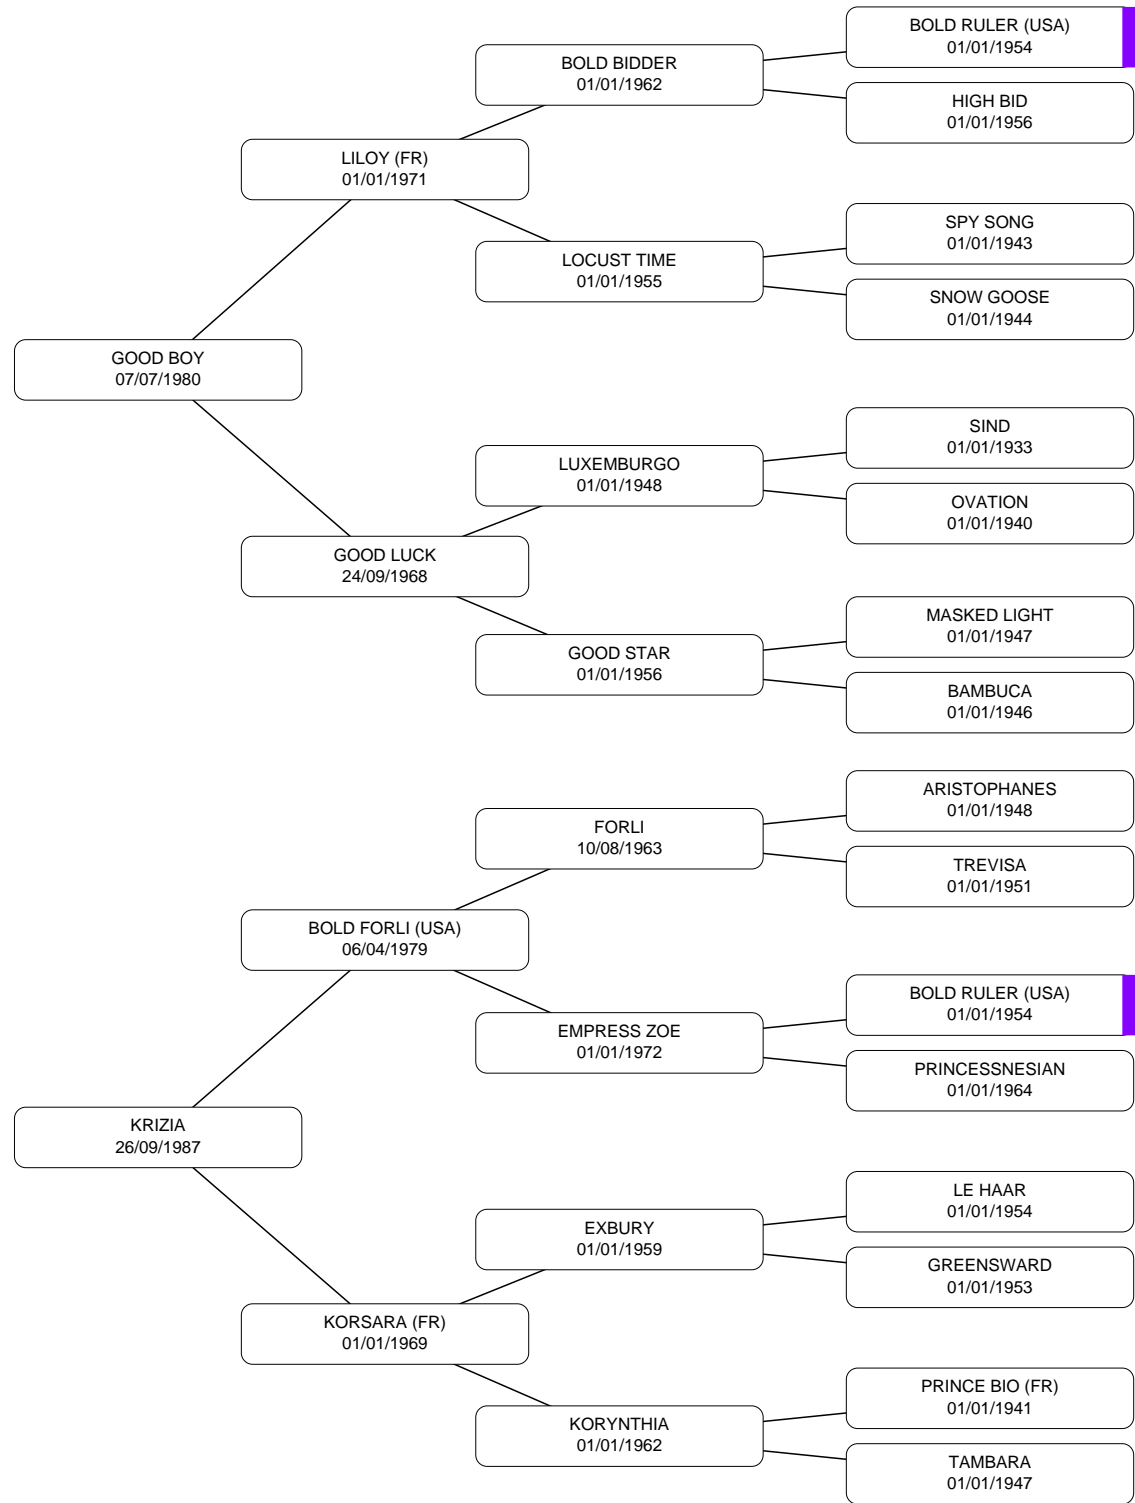 BOLD RULER (USA)
01/01/1954
BOLD BIDDER
01/01/1962
HIGH BID
01/01/1956
LILOY (FR)
01/01/1971
SPY SONG
01/01/1943
LOCUST TIME
01/01/1955
SNOW GOOSE
01/01/1944
GOOD BOY
07/07/1980
SIND
01/01/1933
LUXEMBURGO
01/01/1948
OVATION
01/01/1940
GOOD LUCK
24/09/1968
MASKED LIGHT
01/01/1947
GOOD STAR
01/01/1956
BAMBUCA
01/01/1946
ARISTOPHANES
01/01/1948
FORLI
10/08/1963
TREVISA
01/01/1951
BOLD FORLI (USA)
06/04/1979
BOLD RULER (USA)
01/01/1954
EMPRESS ZOE
01/01/1972
PRINCESSNESIAN
01/01/1964
KRIZIA
26/09/1987
LE HAAR
01/01/1954
EXBURY
01/01/1959
GREENSWARD
01/01/1953
KORSARA (FR)
01/01/1969
PRINCE BIO (FR)
01/01/1941
KORYNTHIA
01/01/1962
TAMBARA
01/01/1947